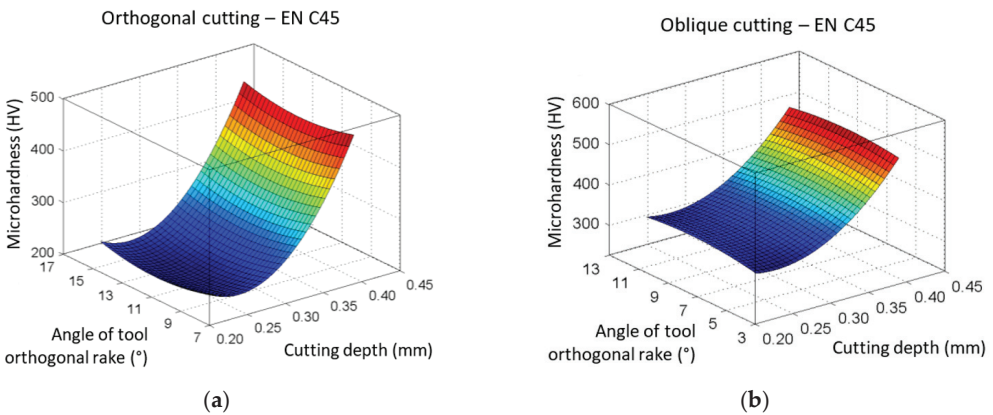 Orthogonal cutting – EN C45
Microhardness (HV)
500
400
300
200
17
15
13
11
9
7
0.20
0.25
0.30
0.35
0.40
0.45
Angle of tool
orthogonal rake (°)
Cutting depth (mm)
(a)
Oblique cutting – EN C45
Microhardness (HV)
600
500
400
300
13
11
9
7
5
3
0.20
0.25
0.30
0.35
0.40
0.45
Angle of tool
orthogonal rake (°)
Cutting depth (mm)
(b)